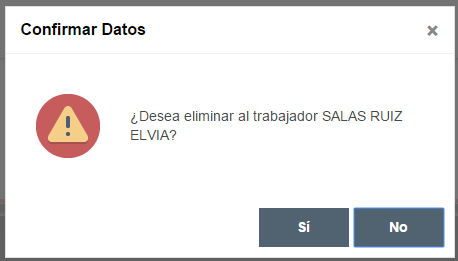 Confirmar Datos
¿Desea eliminar al trabajador SALAS RUIZ
ELVIA?
Sí
No